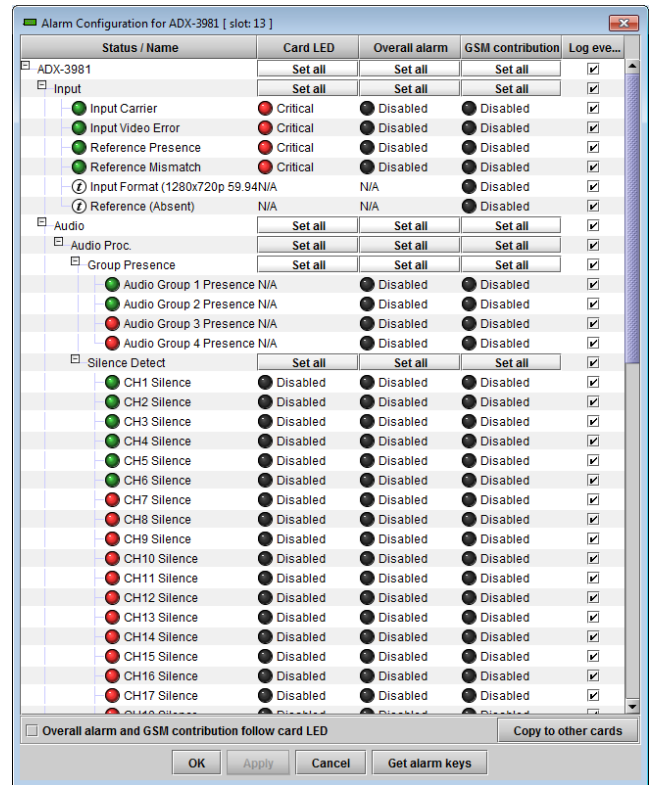 Alarm Configuration for ADX-3981 [ slot: 13 ]
Status / Name Card LED Overall alarm GSM contribution Log eve...
ADX-3981 Set all Set all Set all
Input Set all Set all Set all
Input Carrier Critical Disabled Disabled
Input Video Error Critical Disabled Disabled
Reference Presence Critical Disabled Disabled
Reference Mismatch Critical Disabled Disabled
t Input Format (1280x720p 59.94 N/A N/A Disabled
t Reference (Absent) N/A N/A Disabled
Audio Set all Set all Set all
Audio Proc. Set all Set all Set all
Group Presence Set all Set all Set all
Audio Group 1 Presence N/A Disabled Disabled
Audio Group 2 Presence N/A Disabled Disabled
Audio Group 3 Presence N/A Disabled Disabled
Audio Group 4 Presence N/A Disabled Disabled
Silence Detect Set all Set all Set all
CH1 Silence Disabled Disabled Disabled
CH2 Silence Disabled Disabled Disabled
CH3 Silence Disabled Disabled Disabled
CH4 Silence Disabled Disabled Disabled
CH5 Silence Disabled Disabled Disabled
CH6 Silence Disabled Disabled Disabled
CH7 Silence Disabled Disabled Disabled
CH8 Silence Disabled Disabled Disabled
CH9 Silence Disabled Disabled Disabled
CH10 Silence Disabled Disabled Disabled
CH11 Silence Disabled Disabled Disabled
CH12 Silence Disabled Disabled Disabled
CH13 Silence Disabled Disabled Disabled
CH14 Silence Disabled Disabled Disabled
CH15 Silence Disabled Disabled Disabled
CH16 Silence Disabled Disabled Disabled
CH17 Silence Disabled Disabled Disabled
Overall alarm and GSM contribution follow card LED Copy to other cards
OK Apply Cancel Get alarm keys